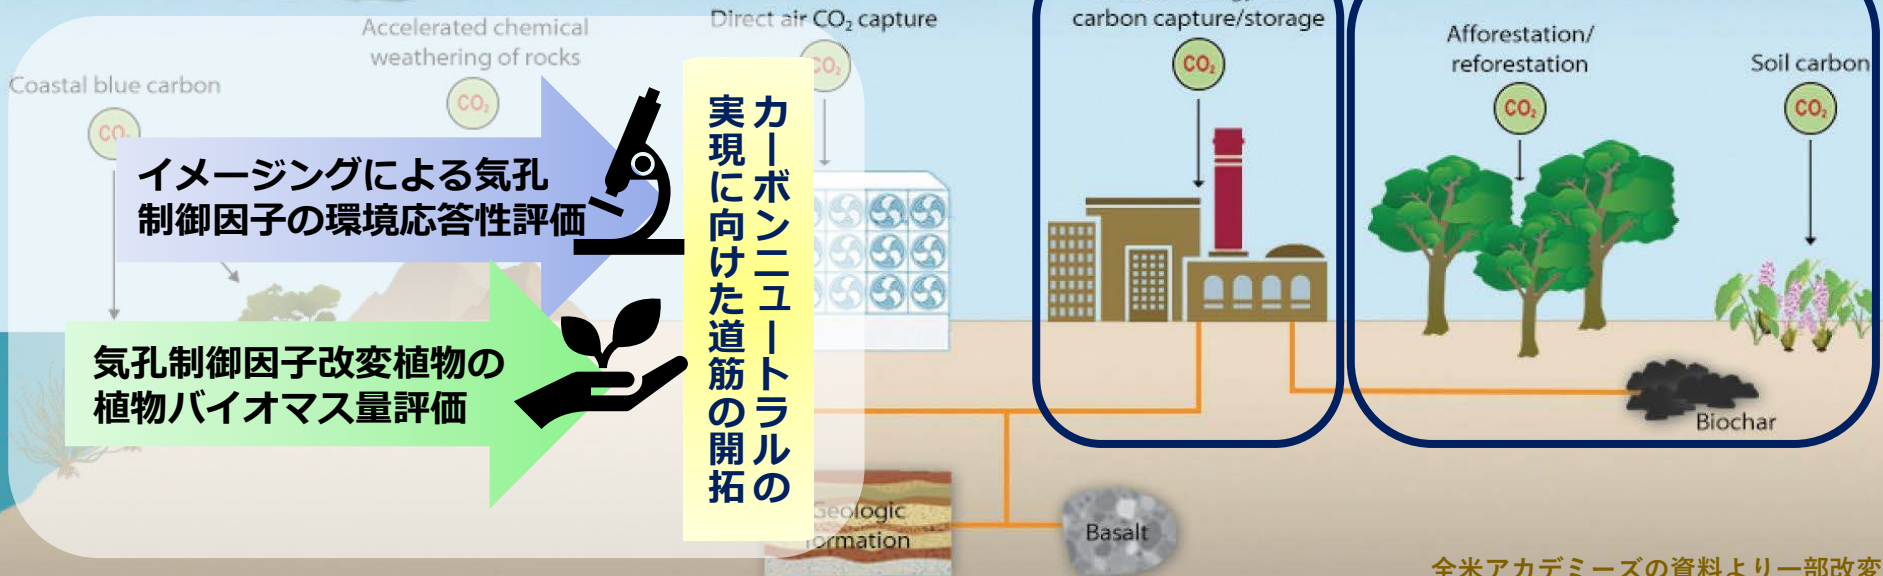 Accelerated chemical
weathering of rocks
CO₂
Coastal blue carbon
CO₂
Direct air CO₂ capture
CO₂
carbon capture/storage
CO₂
Afforestation/
reforestation
CO₂
Soil carbon
CO₂
イメージングによる気孔
制御因子の環境応答性評価
気孔制御因子改変植物の
植物バイオマス量評価
カーボンニュートラルの
実現に向けた道筋の開拓
Geologic
formation
Basalt
Biochar
全米アカデミーズの資料より一部改変